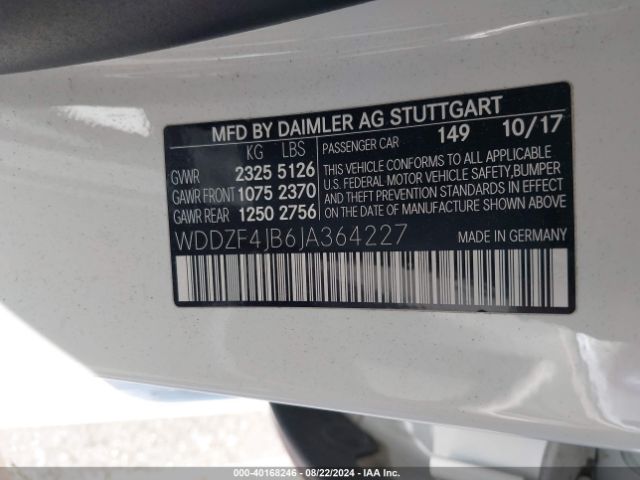 MFD BY DAIMLER AG STUTTGART
KG LBS
PASSENGER CAR 149 10/17
GVWR 2325 5126
GAWR FRONT 1075 2370
GAWR REAR 1250 2756
THIS VEHICLE CONFORMS TO ALL APPLICABLE
U.S. FEDERAL MOTOR VEHICLE SAFETY,BUMPER
AND THEFT PREVENTION STANDARDS IN EFFECT
ON THE DATE OF MANUFACTURE SHOWN ABOVE.
WDDZF4JB6JA364227
MADE IN GERMANY
000-40168246 - 08/22/2024 - IAA Inc.